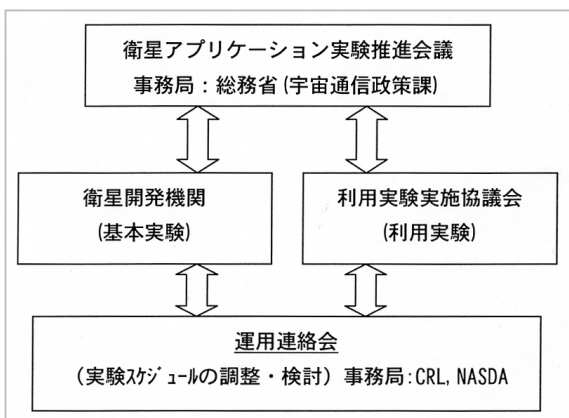 衛星アプリケーション実験推進会議
事務局：総務省(宇宙通信政策課)
衛星開発機関
(基本実験)
利用実験実施協議会
(利用実験)
運用連絡会
(実験ｽｹｼﾞｭｰﾙの調整・検討) 事務局:CRL, NASDA